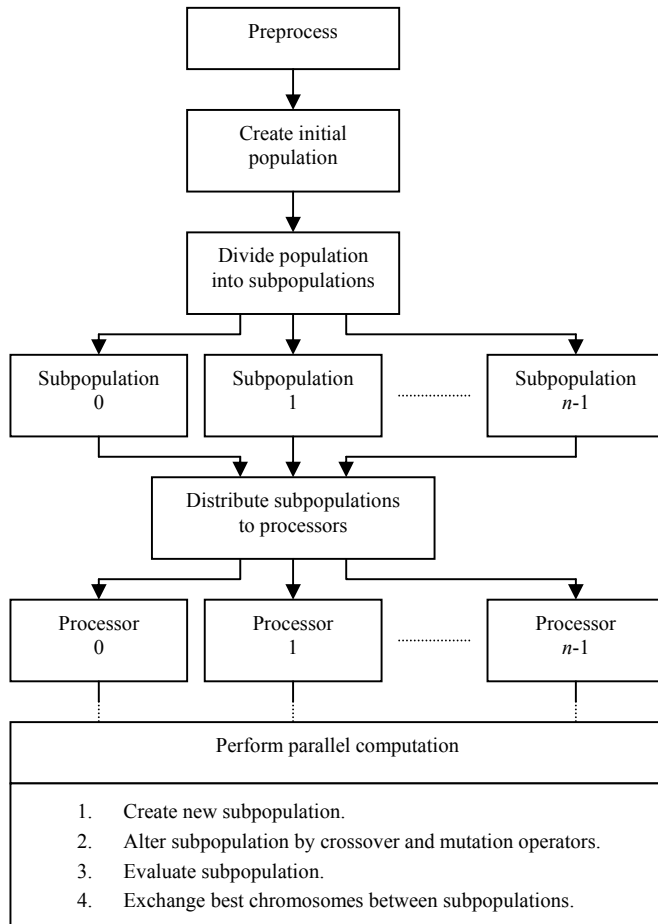 Preprocess
Create initial
population
Divide population
into subpopulations
Subpopulation
0
Subpopulation
1
Subpopulation
n-1
Distribute subpopulations
to processors
Processor
0
Processor
1
Processor
n-1
Perform parallel computation
1. Create new subpopulation.
2. Alter subpopulation by crossover and mutation operators.
3. Evaluate subpopulation.
4. Exchange best chromosomes between subpopulations.